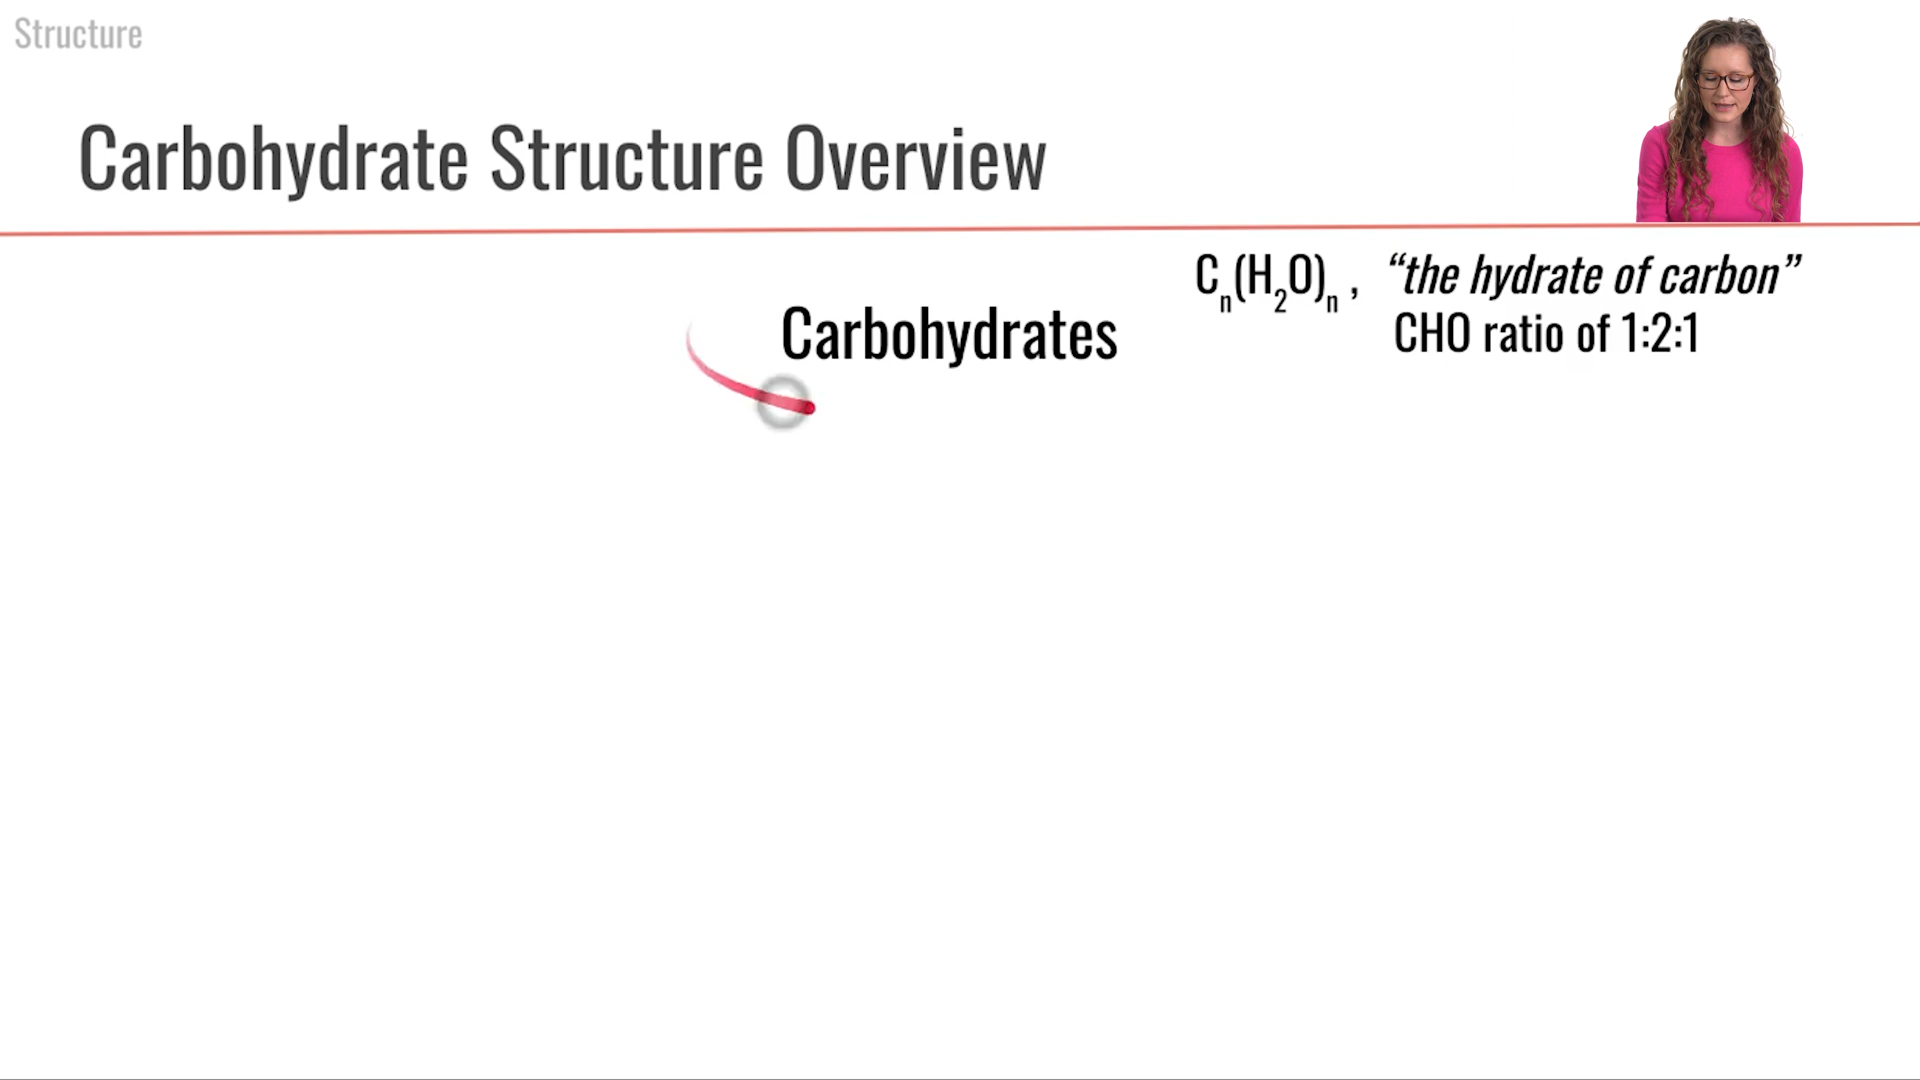 Structure
Carbohydrate Structure Overview
Cn(H2O)n , “the hydrate of carbon”
Carbohydrates
CHO ratio of 1:2:1